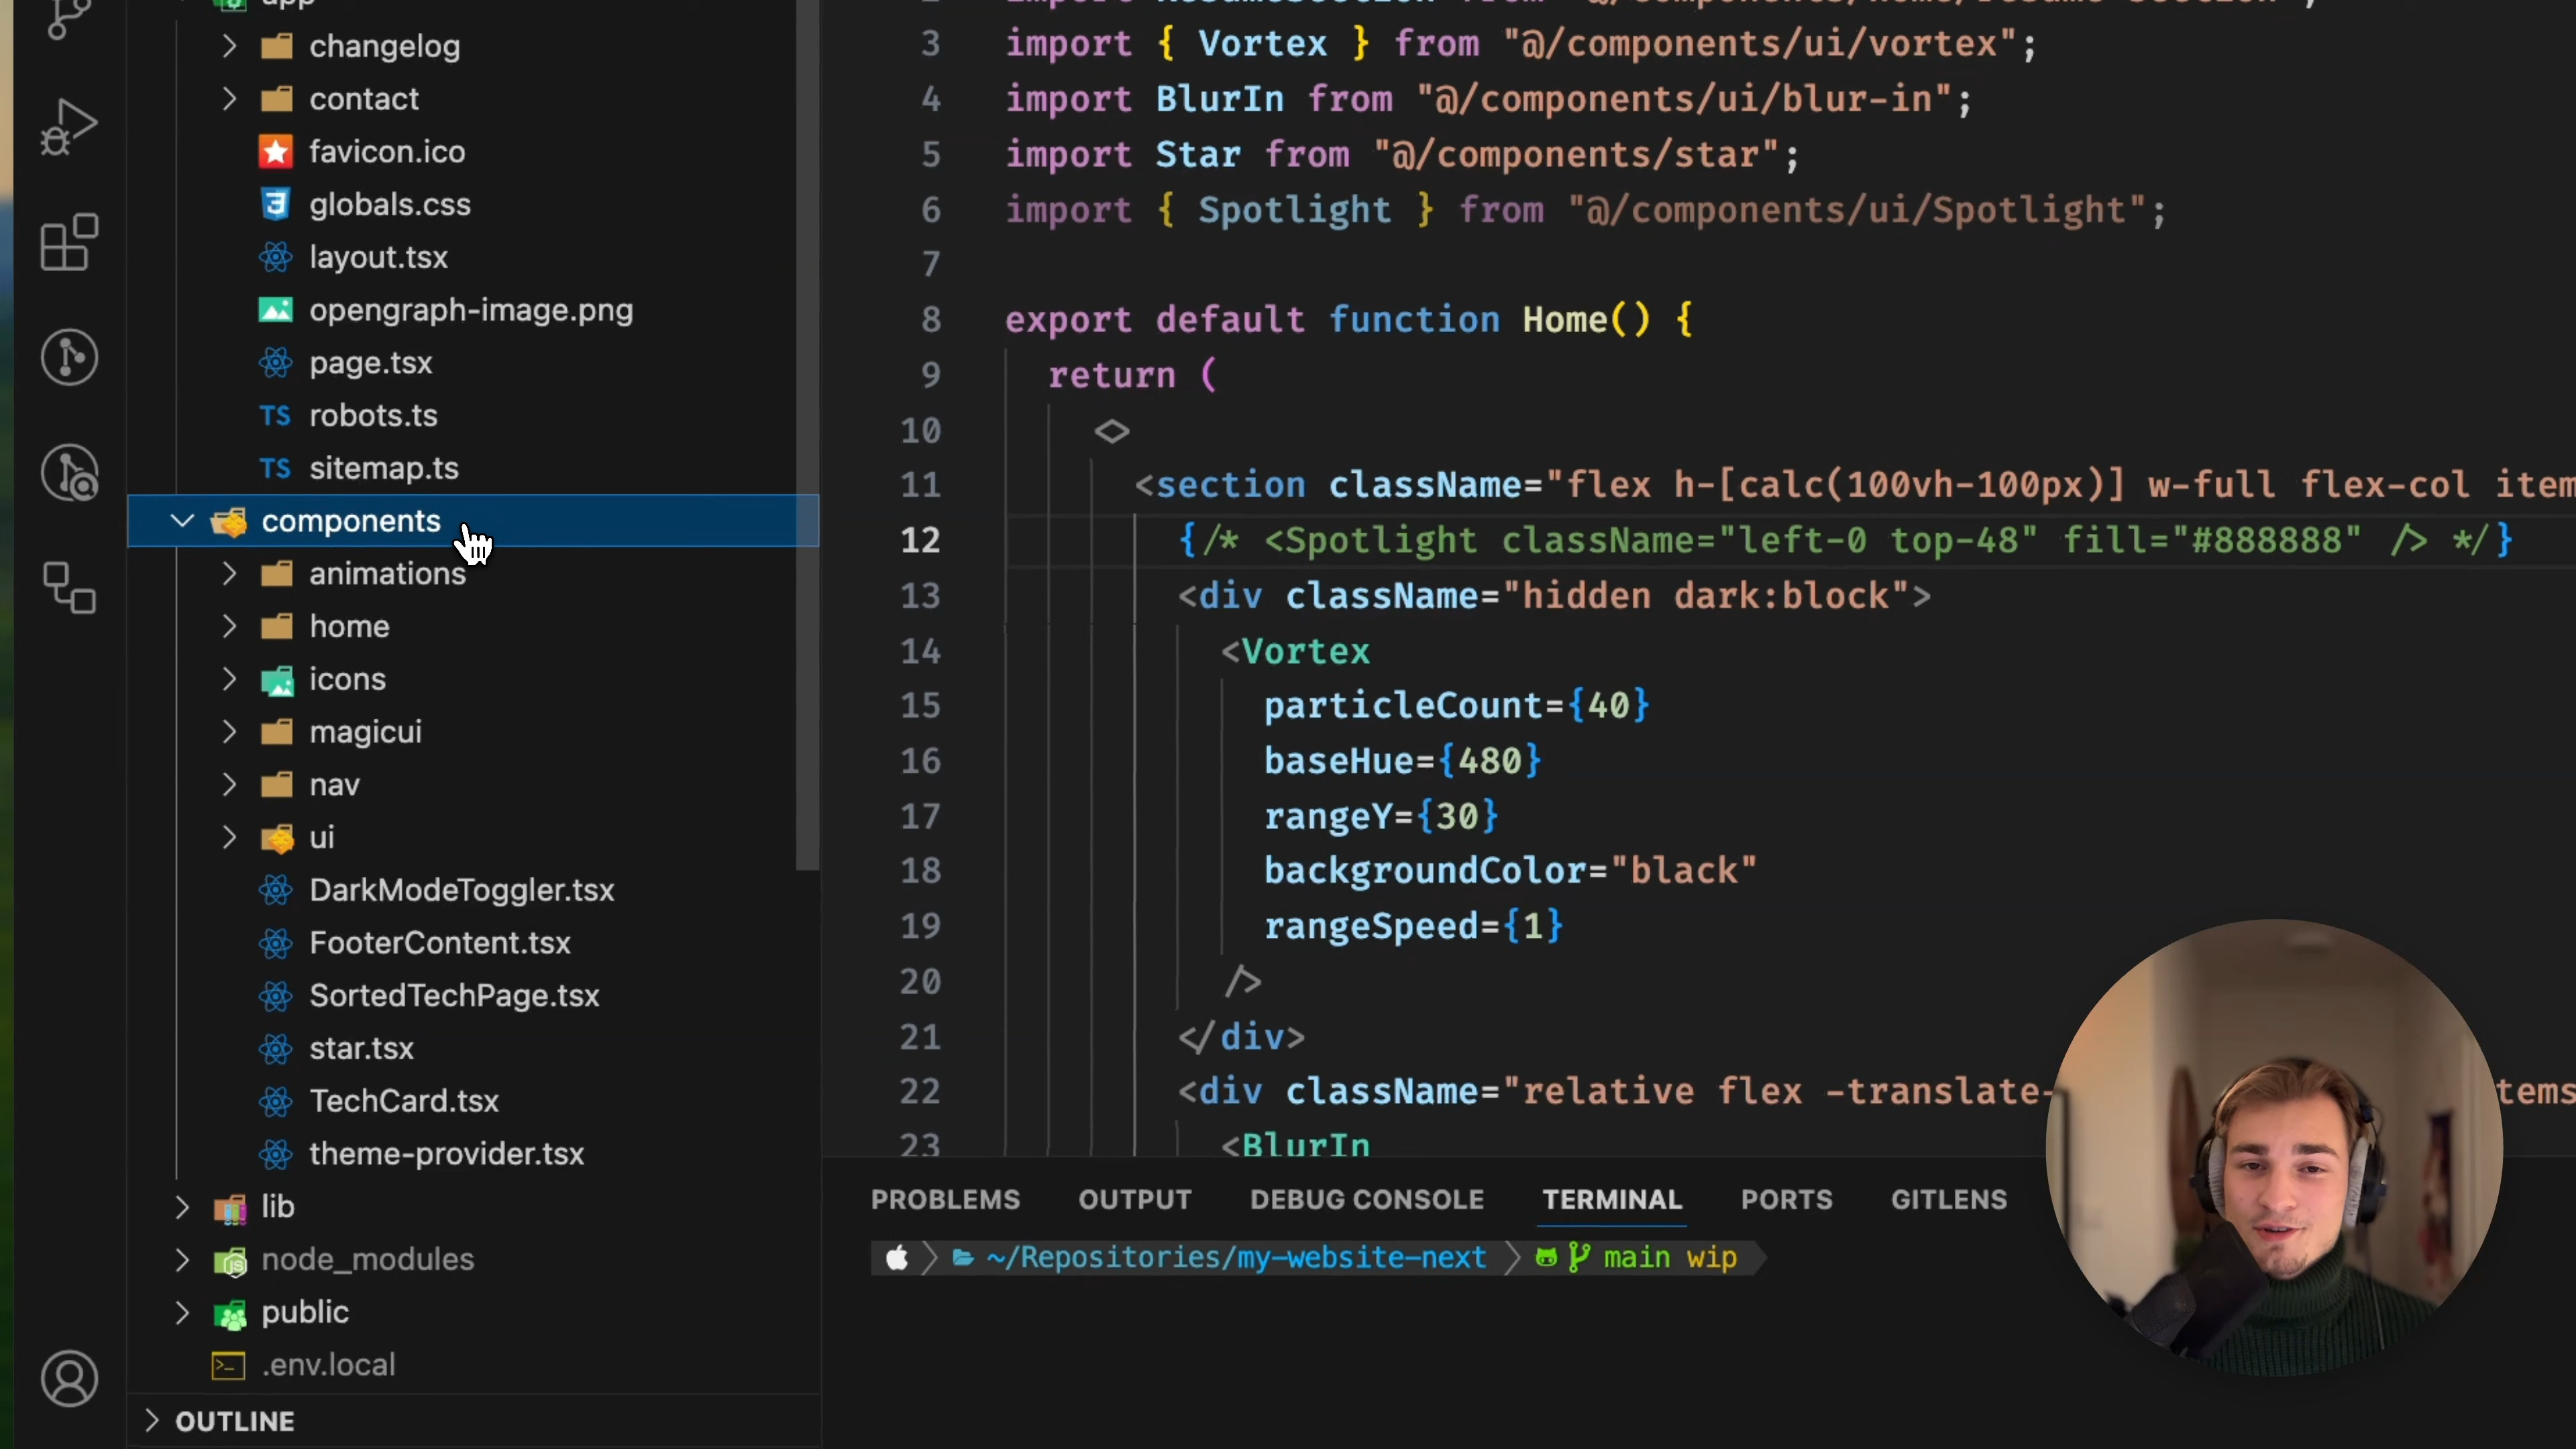 app
changelog
contact
favicon.ico
globals.css
layout.tsx
opengraph-image.png
page.tsx
TS robots.ts
TS sitemap.ts
components
animations
home
icons
magicui
nav
ui
DarkModeToggler.tsx
FooterContent.tsx
SortedTechPage.tsx
star.tsx
TechCard.tsx
theme-provider.tsx
lib
node_modules
public
.env.local
OUTLINE
3 import { Vortex } from "@/components/ui/vortex";
4 import BlurIn from "@/components/ui/blur-in";
5 import Star from "@/components/star";
6 import { Spotlight } from "@/components/ui/Spotlight";
7
8 export default function Home() {
9 return (
10 <>
11 <section className="flex h-[calc(100vh-100px)] w-full flex-col item
12 {/* <Spotlight className="left-0 top-48" fill="#888888" /> */}
13 <div className="hidden dark:block">
14 <Vortex
15 particleCount={40}
16 baseHue={480}
17 rangeY={30}
18 backgroundColor="black"
19 rangeSpeed={1}
20 />
21 </div>
22 <div className="relative flex -translate- tems
23 <BlurIn
PROBLEMS OUTPUT DEBUG CONSOLE TERMINAL PORTS GITLENS
~/Repositories/my-website-next main wip